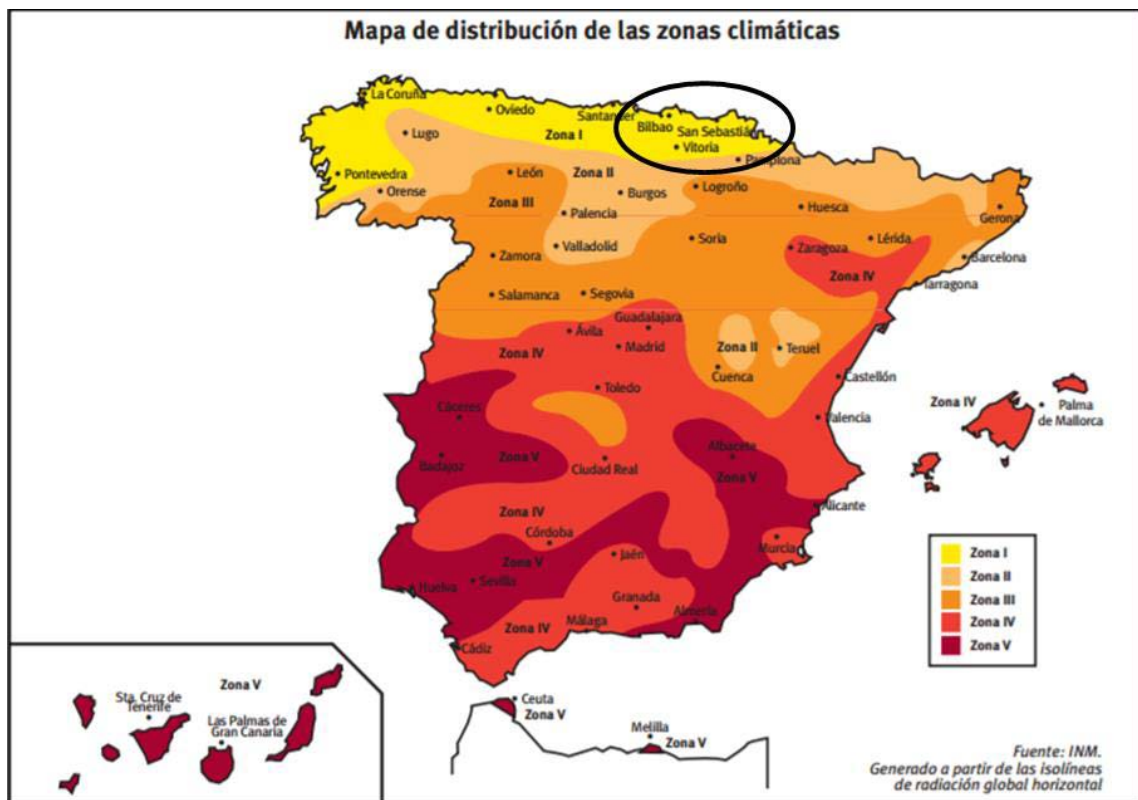 Mapa de distribución de las zonas climáticas
La Coruña
Oviedo
Santander
Bilbao
San Sebastián
Vitoria
Zona I
Lugo
Pamplona
Pontevedra
Orense
León
Zona II
Burgos
Logroño
Huesca
Gerona
Zona III
Palencia
Valladolid
Soria
Zaragoza
Lérida
Barcelona
Zamora
Zona IV
Tarragona
Salamanca
Segovia
Guadalajara
Ávila
Madrid
Zona IV
Zona II
Teruel
Cuenca
Toledo
Castellón
Cáceres
Valencia
Zona IV
Palma
de Mallorca
Badajoz
Zona V
Ciudad Real
Albacete
Zona V
Zona IV
Córdoba
Alicante
Murcia
Zona V
Jaén
Huelva
Sevilla
Granada
Almería
Zona IV
Málaga
Cádiz
Zona I
Zona II
Zona III
Zona IV
Zona V
Zona V
Sta. Cruz de
Tenerife
Las Palmas de
Gran Canaria
Ceuta
Zona V
Melilla
Zona V
Fuente: INM.
Generado a partir de las isolíneas
de radiación global horizontal